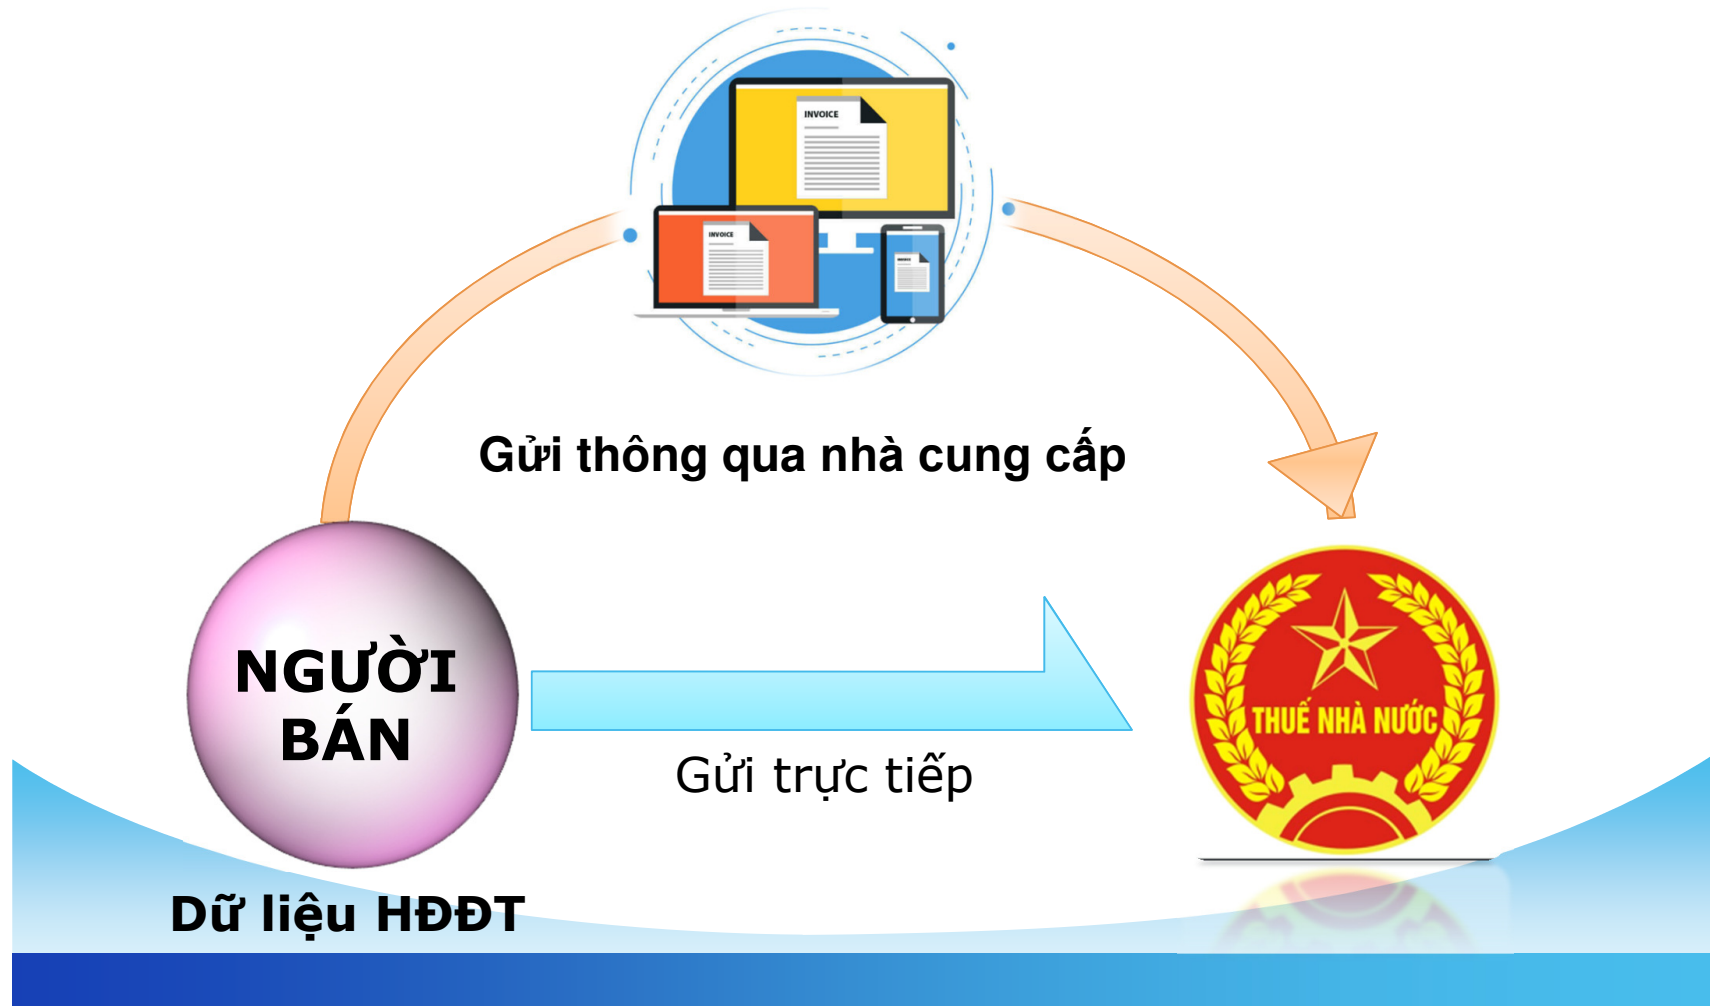 INVOICE
INVOICE
INVOICE
Gửi thông qua nhà cung cấp
NGƯỜI
BÁN
THUẾ NHÀ NƯỚC
Gửi trực tiếp
Dữ liệu HĐĐT